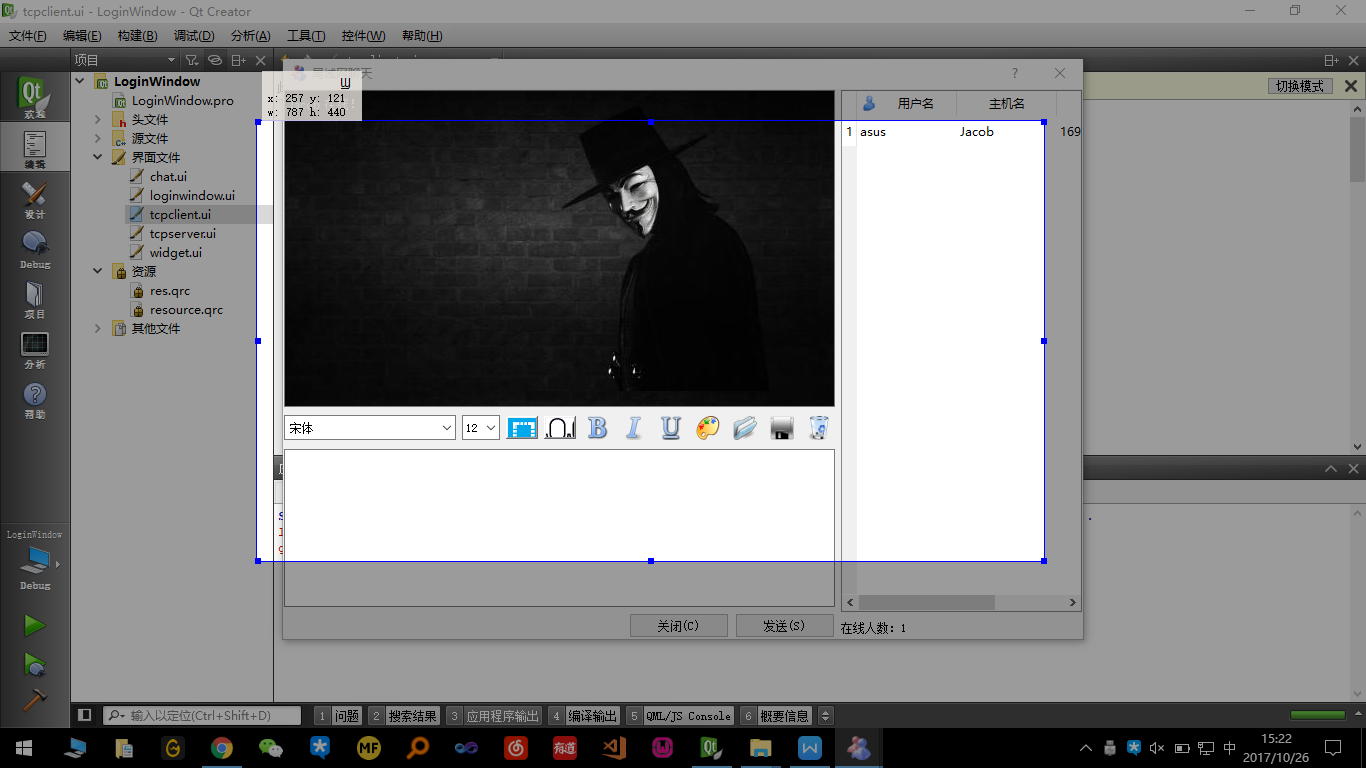 tcpclient.ui - LoginWindow - Qt Creator
文件(F) 编辑(E) 构建(B) 调试(D) 分析(A) 工具(T) 控件(W) 帮助(H)
项目
LoginWindow
LoginWindow.pro
头文件
源文件
界面文件
chat.ui
loginwindow.ui
tcpclient.ui
tcpserver.ui
widget.ui
资源
res.qrc
resource.qrc
其他文件
Qt
欢迎
编辑
设计
Debug
项目
分析
帮助
LoginWindow
Debug
x: 257 y: 121
w: 787 h: 440
切换模式
用户名 主机名
1 asus Jacob 169
宋体 12 B I U
关闭(C) 发送(S) 在线人数: 1
输入以定位(Ctrl+Shift+D) 1 问题 2 搜索结果 3 应用程序输出 4 编译输出 5 QML/JS Console 6 概要信息
MF 有道 中
15:22
2017/10/26